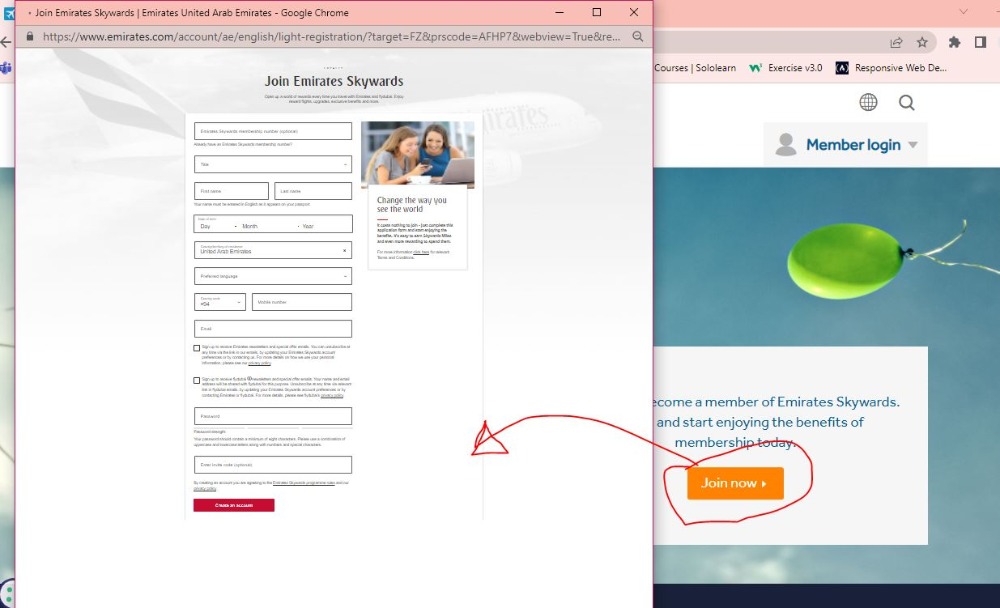 Join Emirates Skywards | Emirates United Arab Emirates - Google Chrome
https://www.emirates.com/account/ae/english/light-registration/?target=FZ&prscode=AFHP7&webview=True&re...
Courses | Sololearn
Exercise v3.0
Responsive Web De...
Member login
Join Emirates Skywards
Open up a world of rewards every time you travel with Emirates and flydubai. Enjoy
reward flights, upgrades, exclusive benefits and more.
Emirates
Emirates Skywards membership number (optional)
Already have an Emirates Skywards membership number?
Title
First name
Last name
Your name must be entered in English as it appears on your passport
Date of birth
Day
Month
Year
Country/territory of residence
United Arab Emirates
Preferred language
Country code
+94
Mobile number
Email
Sign up to receive Emirates newsletters and special offer emails. You can unsubscribe at
any time via the link in our emails, by updating your Emirates Skywards account
preferences or by contacting us. For more details on how we use your personal
information, please see our privacy policy
Sign up to receive flydubai newsletters and special offer emails. Your name and email
address will be shared with flydubai for this purpose. Unsubscribe at any time via relevant
link in flydubai emails, by updating your Emirates Skywards account preferences or by
contacting Emirates or flydubai. For more details, please see flydubai's privacy policy.
Password
Password strength:
Your password should contain a minimum of eight characters. Please use a combination of
uppercase and lowercase letters along with numbers and special characters.
Enter invite code (optional)
By creating an account you are agreeing to the Emirates Skywards programme rules and our
privacy policy
Create an account
Change the way you
see the world
It costs nothing to join - just complete this
application form and start enjoying the
benefits. It's easy to earn Skywards Miles
and even more rewarding to spend them.
For more information click here for relevant
Terms and Conditions.
ecome a member of Emirates Skywards.
and start enjoying the benefits of
membership today.
Join now